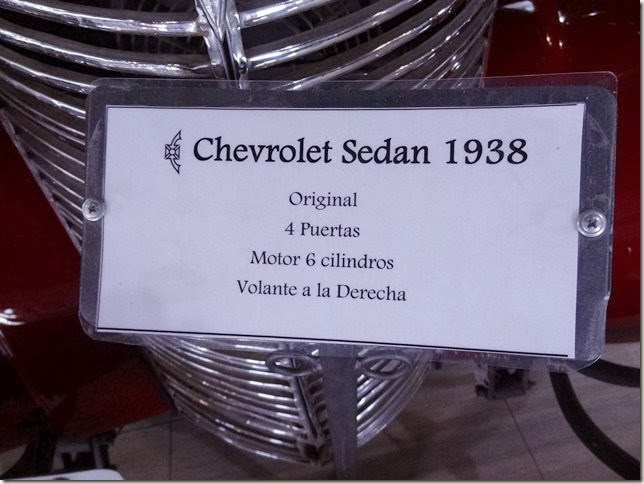 Chevrolet Sedan 1938
Original
4 Puertas
Motor 6 cilindros
Volante a la Derecha